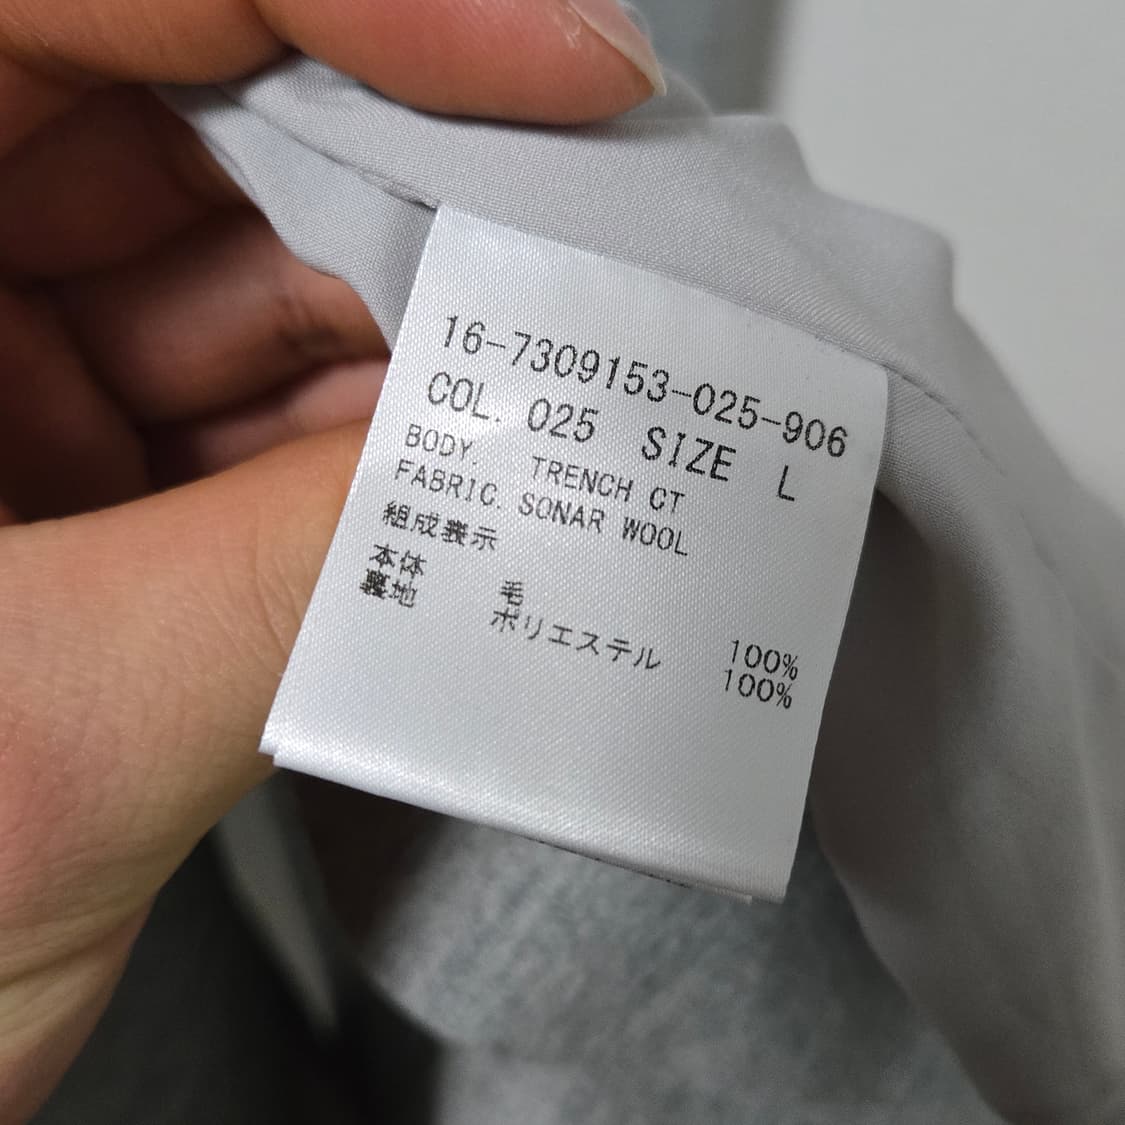 16-7309153-025-906
COL. 025 SIZE L
BODY. TRENCH CT
FABRIC. SONAR WOOL
組成表示
本体 毛 100%
裏地 ポリエステル 100%